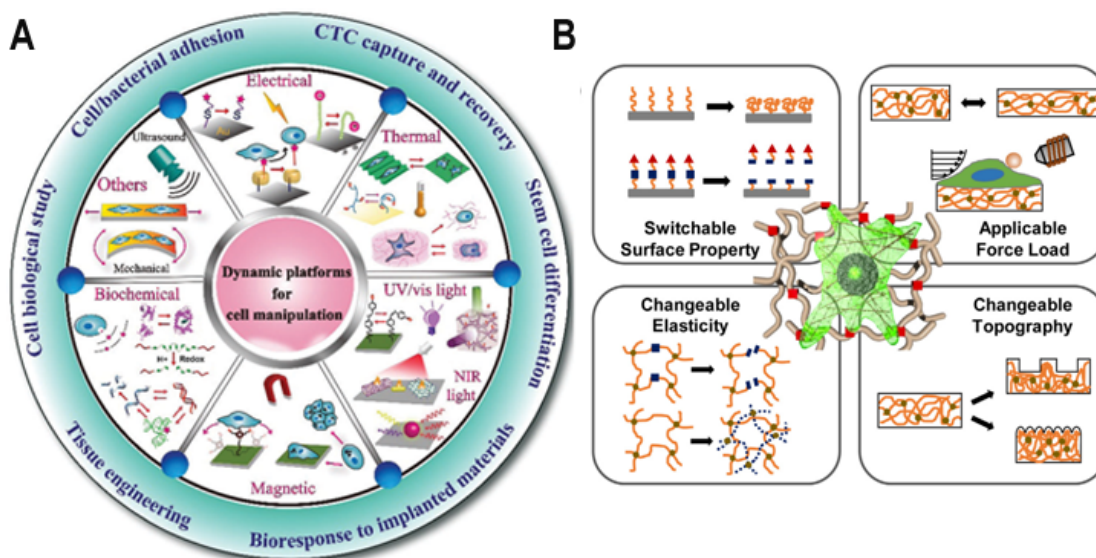 A
Cell/bacterial adhesion
CTC capture and recovery
Stem cell differentiation
Bioresponse to implanted materials
Tissue engineering
Cell biological study
Electrical
Au
S
S
Thermal
UV/vis light
NIR
light
Magnetic
Biochemical
H+
Redox
Others
Ultrasound
Mechanical
Dynamic platforms
for
cell manipulation
B
Switchable
Surface Property
Applicable
Force Load
Changeable
Elasticity
Changeable
Topography